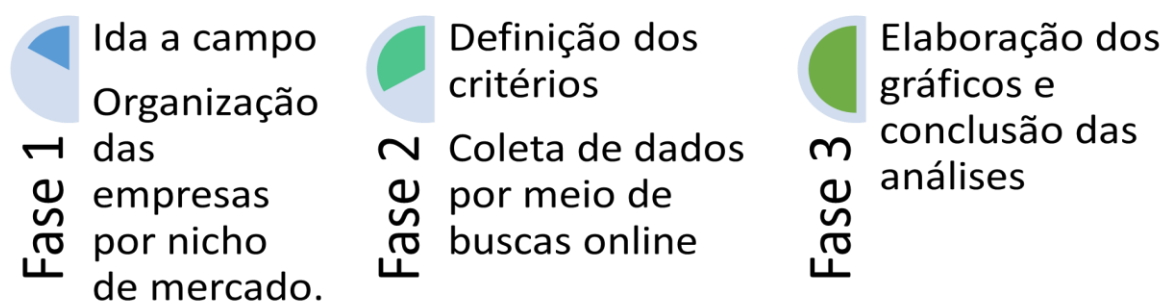 Fase 1
Ida a campo
Organização
das
empresas
por nicho
de mercado.
Fase 2
Definição dos
critérios
Coleta de dados
por meio de
buscas online
Fase 3
Elaboração dos
gráficos e
conclusão das
análises